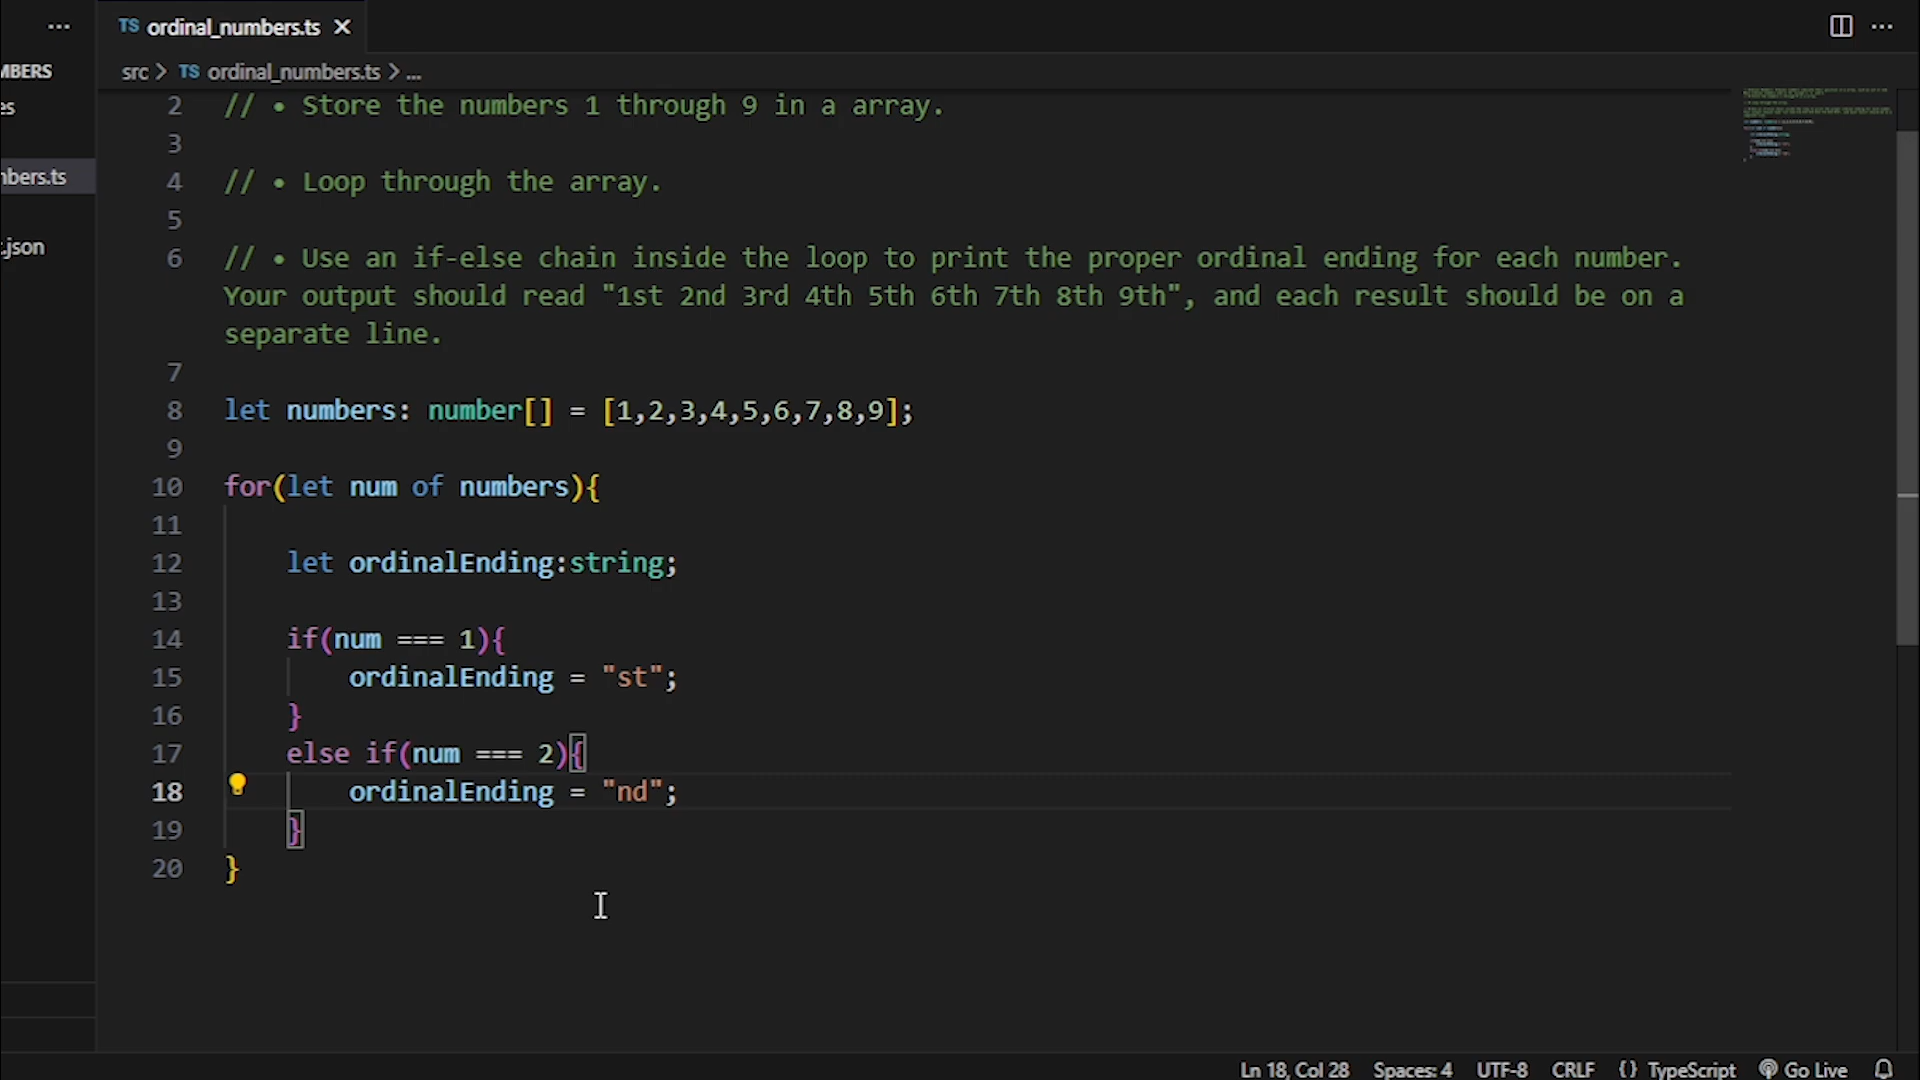 ··· TS ordinal_numbers.ts × ···
MBERS src > TS ordinal_numbers.ts > ...
es
nbers.ts
.json
2 // • Store the numbers 1 through 9 in a array.
3
4 // • Loop through the array.
5
6 // • Use an if-else chain inside the loop to print the proper ordinal ending for each number.
Your output should read "1st 2nd 3rd 4th 5th 6th 7th 8th 9th", and each result should be on a
separate line.
7
8 let numbers: number[] = [1,2,3,4,5,6,7,8,9];
9
10 for(let num of numbers){
11
12 let ordinalEnding:string;
13
14 if(num === 1){
15 ordinalEnding = "st";
16 }
17 else if(num === 2){
18 ordinalEnding = "nd";
19 }
20 }
Ln 18, Col 28 Spaces: 4 UTF-8 CRLF {} TypeScript Go Live